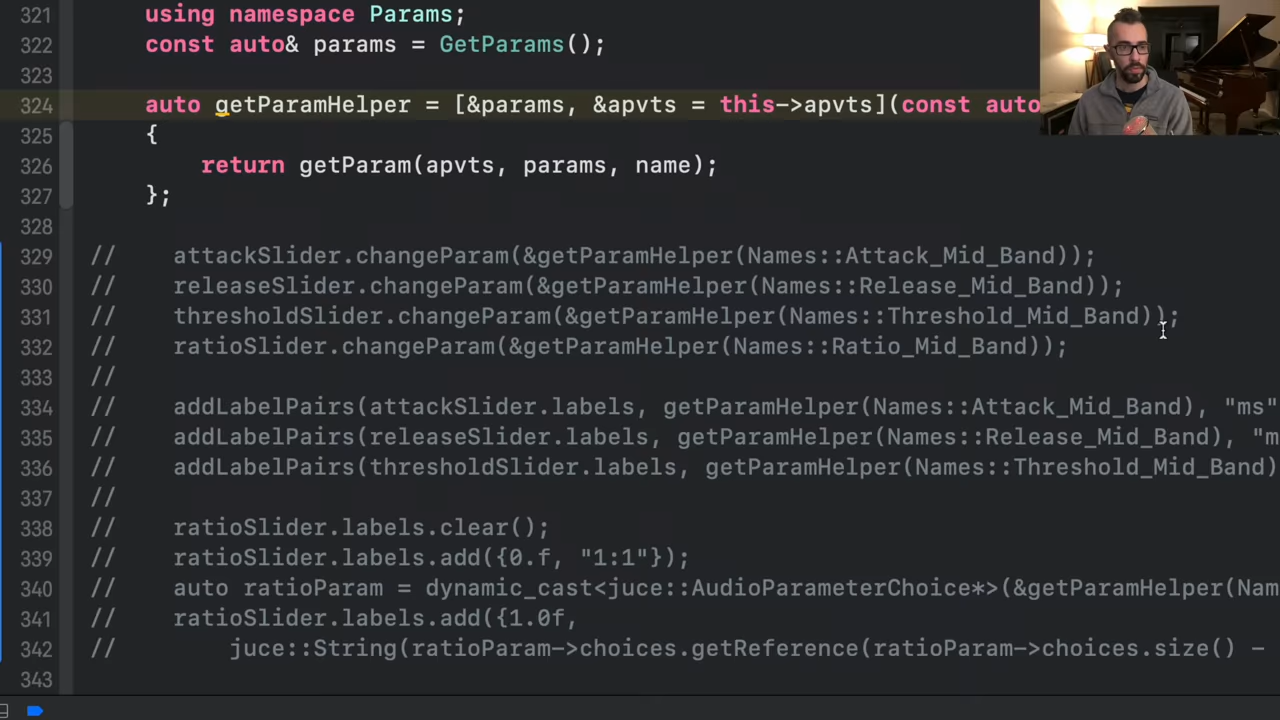 321 using namespace Params;
322 const auto& params = GetParams();
323
324 auto getParamHelper = [&params, &apvts = this->apvts](const auto
325 {
326 return getParam(apvts, params, name);
327 };
328
329 // attackSlider.changeParam(&getParamHelper(Names::Attack_Mid_Band));
330 // releaseSlider.changeParam(&getParamHelper(Names::Release_Mid_Band));
331 // thresholdSlider.changeParam(&getParamHelper(Names::Threshold_Mid_Band));
332 // ratioSlider.changeParam(&getParamHelper(Names::Ratio_Mid_Band));
333 //
334 // addLabelPairs(attackSlider.labels, getParamHelper(Names::Attack_Mid_Band), "ms"
335 // addLabelPairs(releaseSlider.labels, getParamHelper(Names::Release_Mid_Band), "m
336 // addLabelPairs(thresholdSlider.labels, getParamHelper(Names::Threshold_Mid_Band)
337 //
338 // ratioSlider.labels.clear();
339 // ratioSlider.labels.add({0.f, "1:1"});
340 // auto ratioParam = dynamic_cast<juce::AudioParameterChoice*>(&getParamHelper(Nam
341 // ratioSlider.labels.add({1.0f,
342 // juce::String(ratioParam->choices.getReference(ratioParam->choices.size() -
343